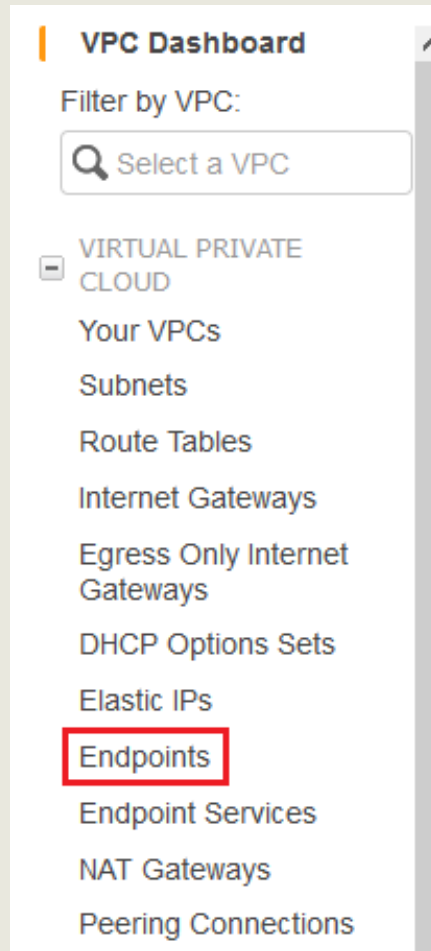 VPC Dashboard
Filter by VPC:
Select a VPC
VIRTUAL PRIVATE
CLOUD
Your VPCs
Subnets
Route Tables
Internet Gateways
Egress Only Internet
Gateways
DHCP Options Sets
Elastic IPs
Endpoints
Endpoint Services
NAT Gateways
Peering Connections